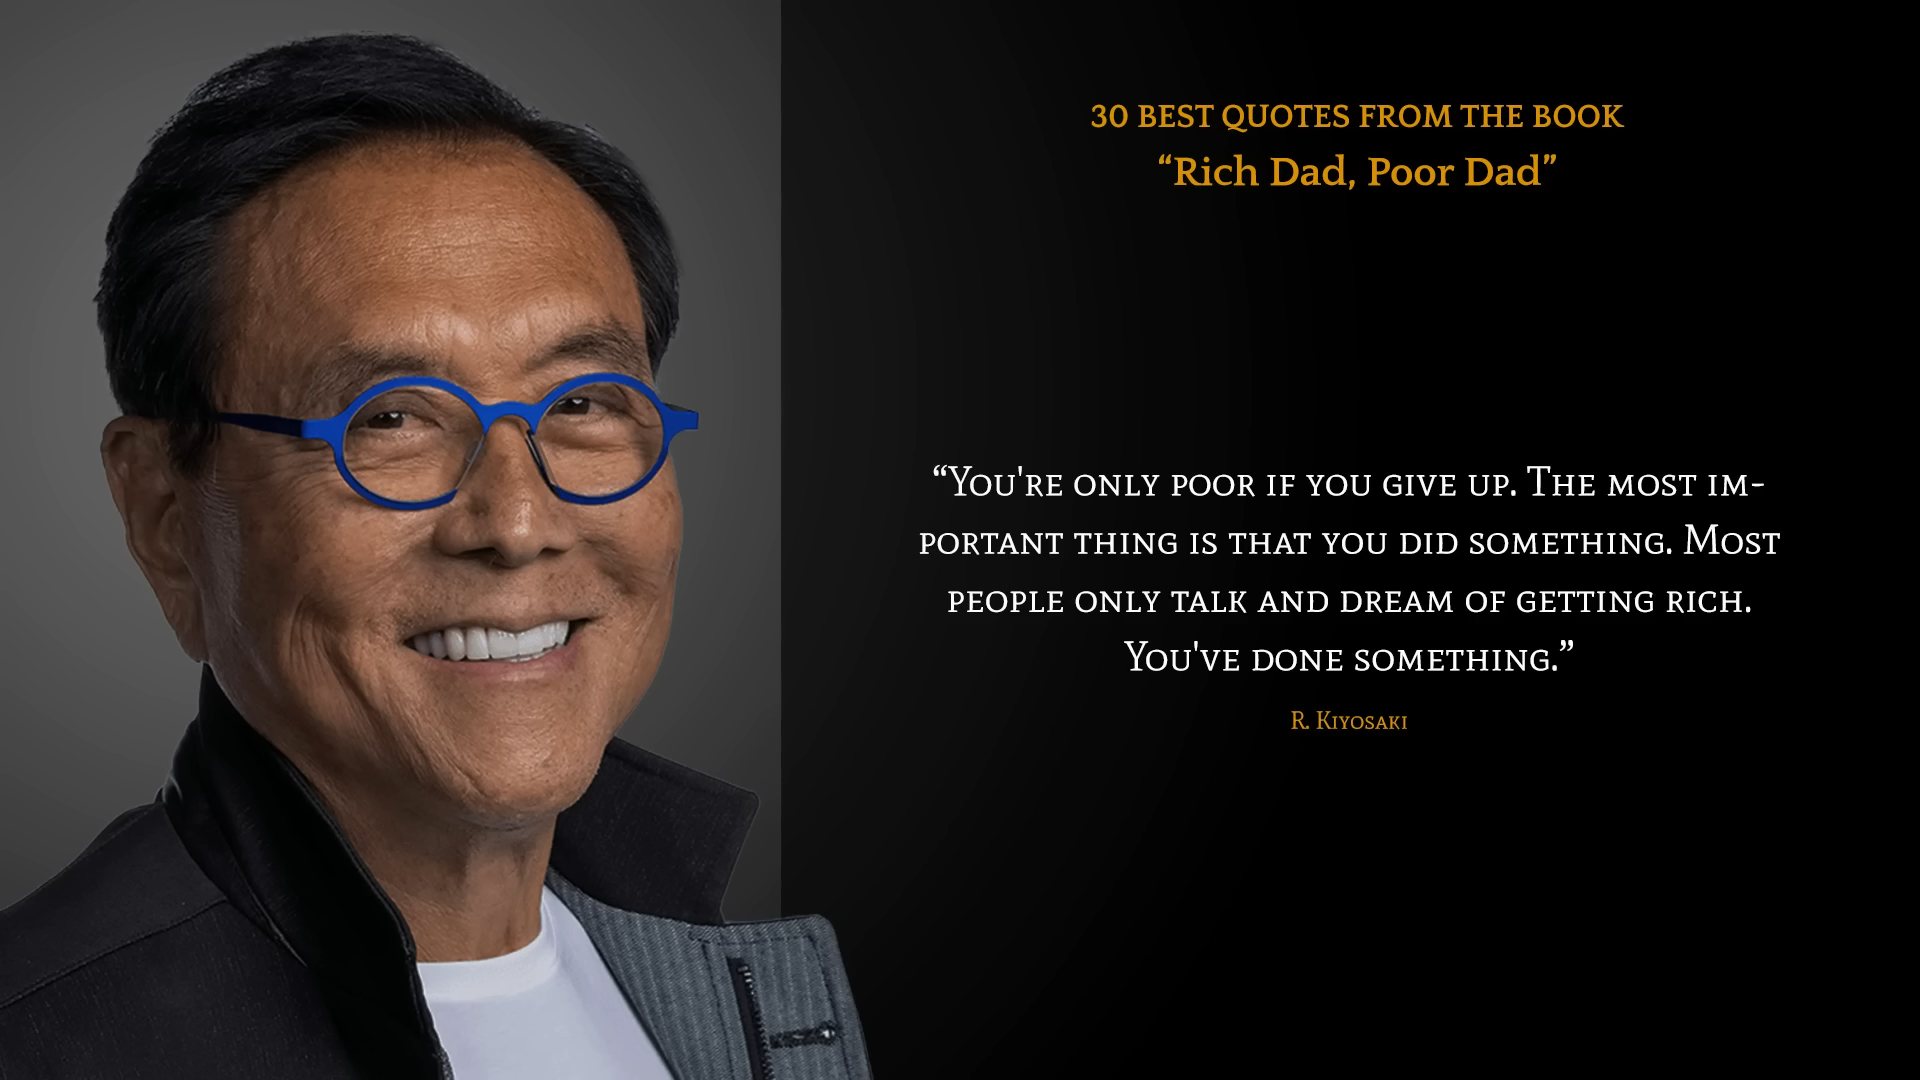 30 BEST QUOTES FROM THE BOOK
“Rich Dad, Poor Dad”
“You're only poor if you give up. The most im-
portant thing is that you did something. Most
people only talk and dream of getting rich.
You've done something.”
R. Kiyosaki